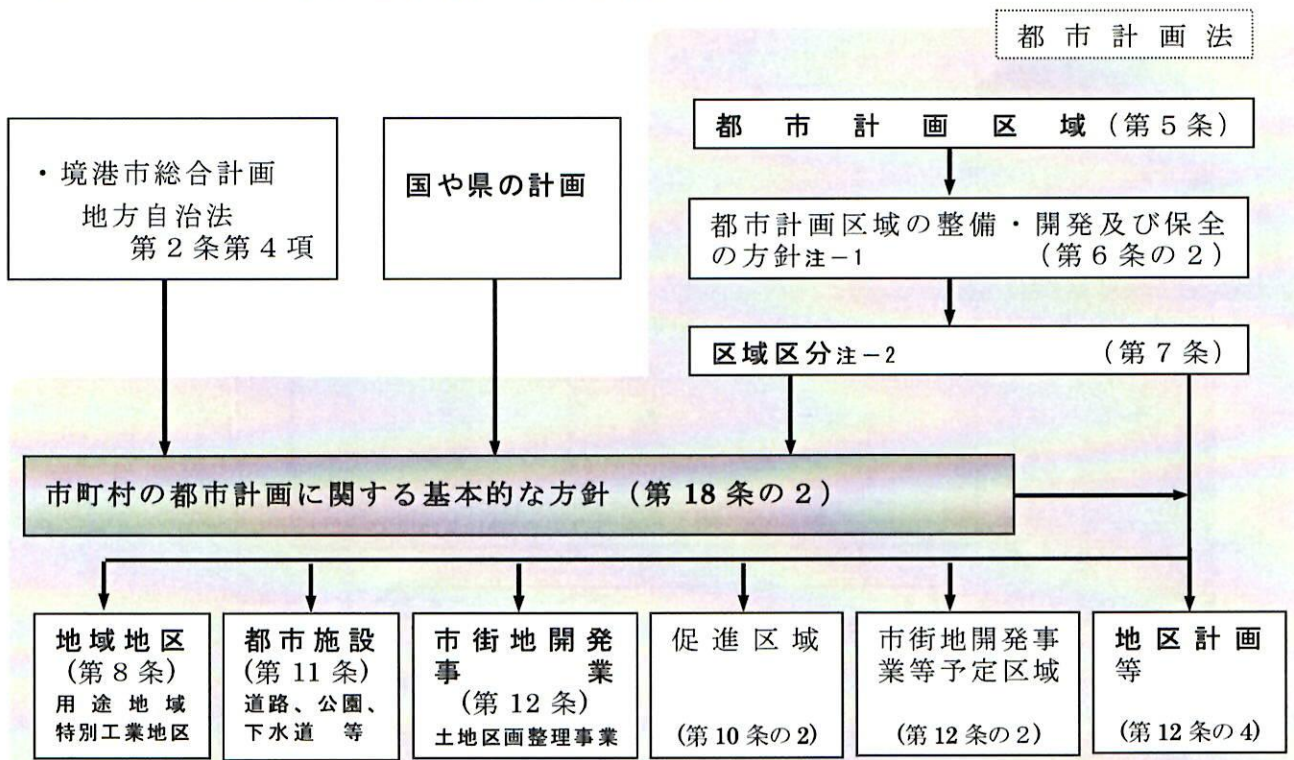 都市計画法
・境港市総合計画
地方自治法
第2条第4項
国や県の計画
都市計画区域(第5条)
都市計画区域の整備・開発及び保全
の方針注－1 (第6条の2)
区域区分注－2 (第7条)
市町村の都市計画に関する基本的な方針(第18条の2)
地域地区
(第8条)
用途地域
特別工業地区
都市施設
(第11条)
道路、公園、
下水道 等
市街地開発
事業
(第12条)
土地区画整理事業
促進区域
(第10条の2)
市街地開発事
業等予定区域
(第12条の2)
地区計画
等
(第12条の4)